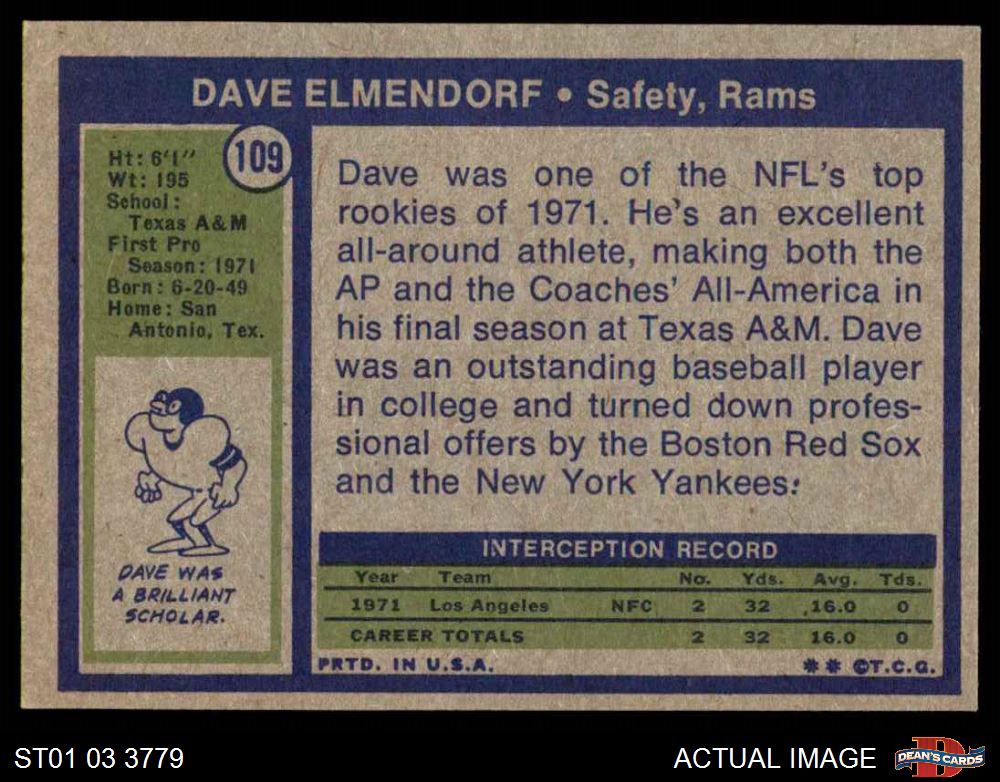 DAVE ELMENDORF • Safety, Rams
109
Ht: 6'1"
Wt: 195
School:
Texas A&M
First Pro
Season: 1971
Born: 6-20-49
Home: San
Antonio, Tex.
DAVE WAS
A BRILLIANT
SCHOLAR.
Dave was one of the NFL's top
rookies of 1971. He's an excellent
all-around athlete, making both the
AP and the Coaches' All-America in
his final season at Texas A&M. Dave
was an outstanding baseball player
in college and turned down profes-
sional offers by the Boston Red Sox
and the New York Yankees.
INTERCEPTION RECORD
Year Team No. Yds. Avg. Tds.
1971 Los Angeles NFC 2 32 16.0 0
CAREER TOTALS 2 32 16.0 0
PRTD. IN U.S.A. ** ©T.C.G.
ST01 03 3779 ACTUAL IMAGE
D
DEAN'S CARDS